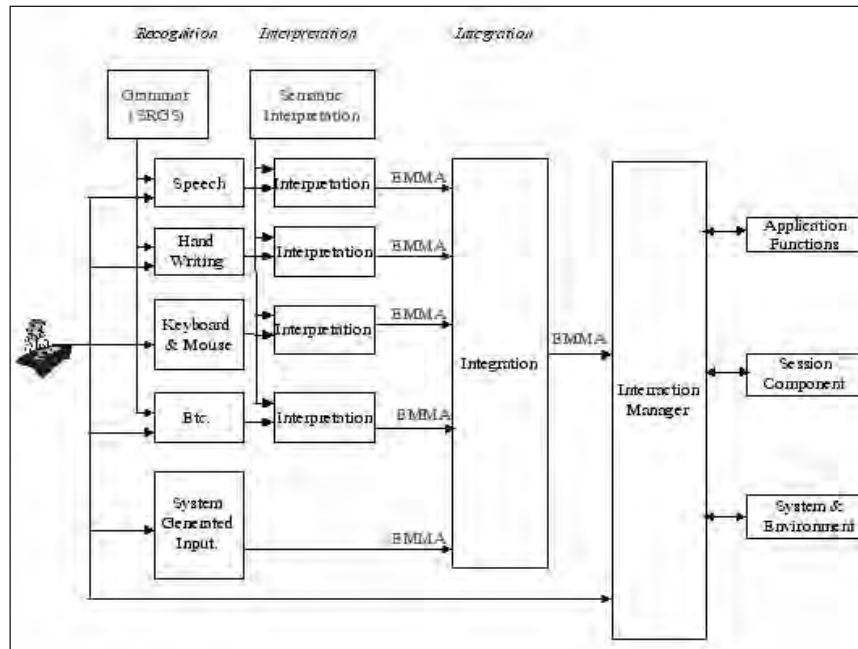 Recognition Interpretation Integration
Grammar
(SRGS)
Semantic
Interpretation
Speech
Interpretation
EMMA
Hand
Writing
Interpretation
EMMA
Application
Functions
Keyboard
& Mouse
Interpretation
EMMA
Integration
EMMA
Interaction
Manager
Session
Component
Etc.
Interpretation
EMMA
System
Generated
Input.
EMMA
System &
Environment